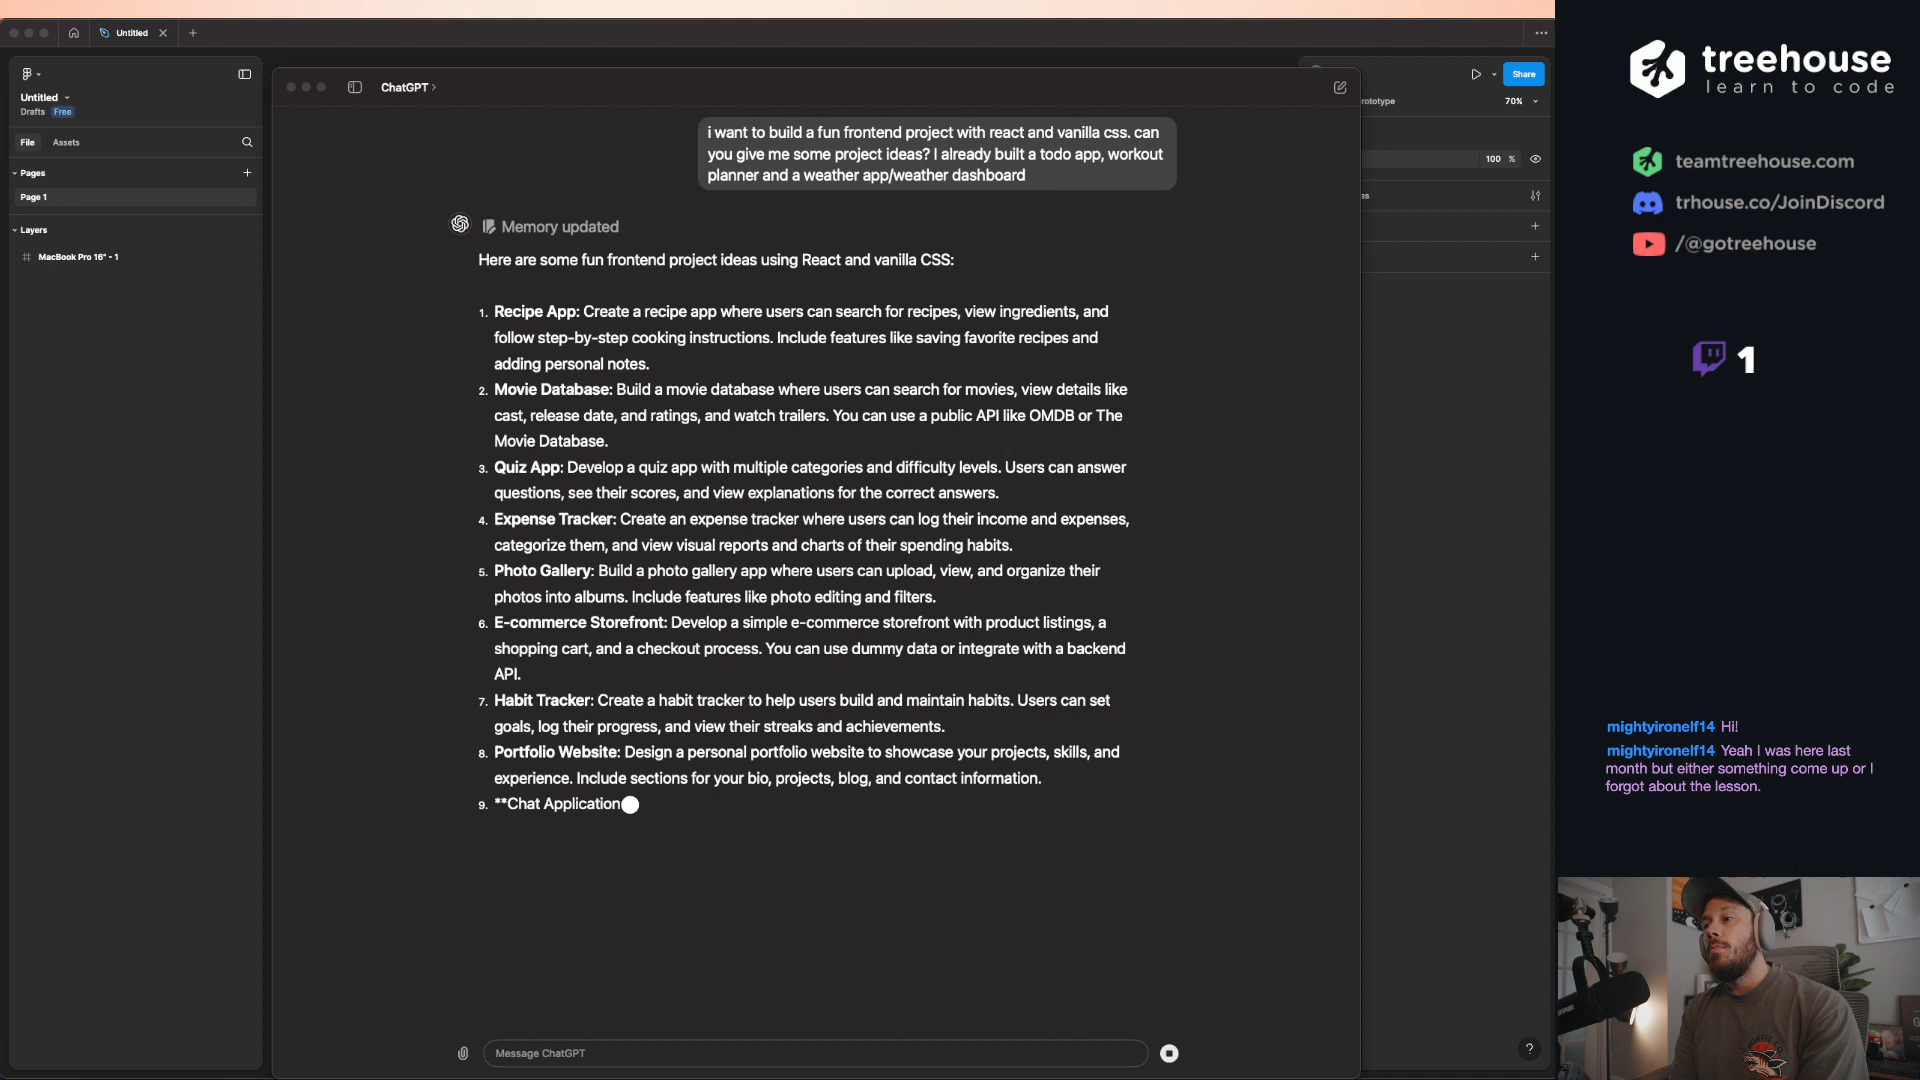 Untitled
Untitled
Drafts Free
File Assets
Pages
Page 1
Layers
MacBook Pro 16" - 1
ChatGPT
i want to build a fun frontend project with react and vanilla css. can
you give me some project ideas? I already built a todo app, workout
planner and a weather app/weather dashboard
Memory updated
Here are some fun frontend project ideas using React and vanilla CSS:
1. Recipe App: Create a recipe app where users can search for recipes, view ingredients, and
follow step-by-step cooking instructions. Include features like saving favorite recipes and
adding personal notes.
2. Movie Database: Build a movie database where users can search for movies, view details like
cast, release date, and ratings, and watch trailers. You can use a public API like OMDB or The
Movie Database.
3. Quiz App: Develop a quiz app with multiple categories and difficulty levels. Users can answer
questions, see their scores, and view explanations for the correct answers.
4. Expense Tracker: Create an expense tracker where users can log their income and expenses,
categorize them, and view visual reports and charts of their spending habits.
5. Photo Gallery: Build a photo gallery app where users can upload, view, and organize their
photos into albums. Include features like photo editing and filters.
6. E-commerce Storefront: Develop a simple e-commerce storefront with product listings, a
shopping cart, and a checkout process. You can use dummy data or integrate with a backend
API.
7. Habit Tracker: Create a habit tracker to help users build and maintain habits. Users can set
goals, log their progress, and view their streaks and achievements.
8. Portfolio Website: Design a personal portfolio website to showcase your projects, skills, and
experience. Include sections for your bio, projects, blog, and contact information.
9. **Chat Application
Message ChatGPT
Share
rototype 70%
100 %
es
?
treehouse
learn to code
teamtreehouse.com
trhouse.co/JoinDiscord
/@gotreehouse
1
mightyironelf14 Hi!
mightyironelf14 Yeah I was here last
month but either something come up or I
forgot about the lesson.